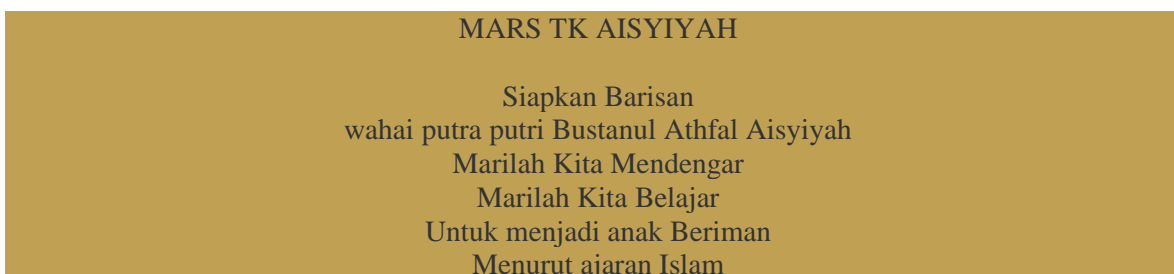 MARS TK AISYIYAH
Siapkan Barisan
wahai putra putri Bustanul Athfal Aisyiyah
Marilah Kita Mendengar
Marilah Kita Belajar
Untuk menjadi anak Beriman
Menurut ajaran Islam